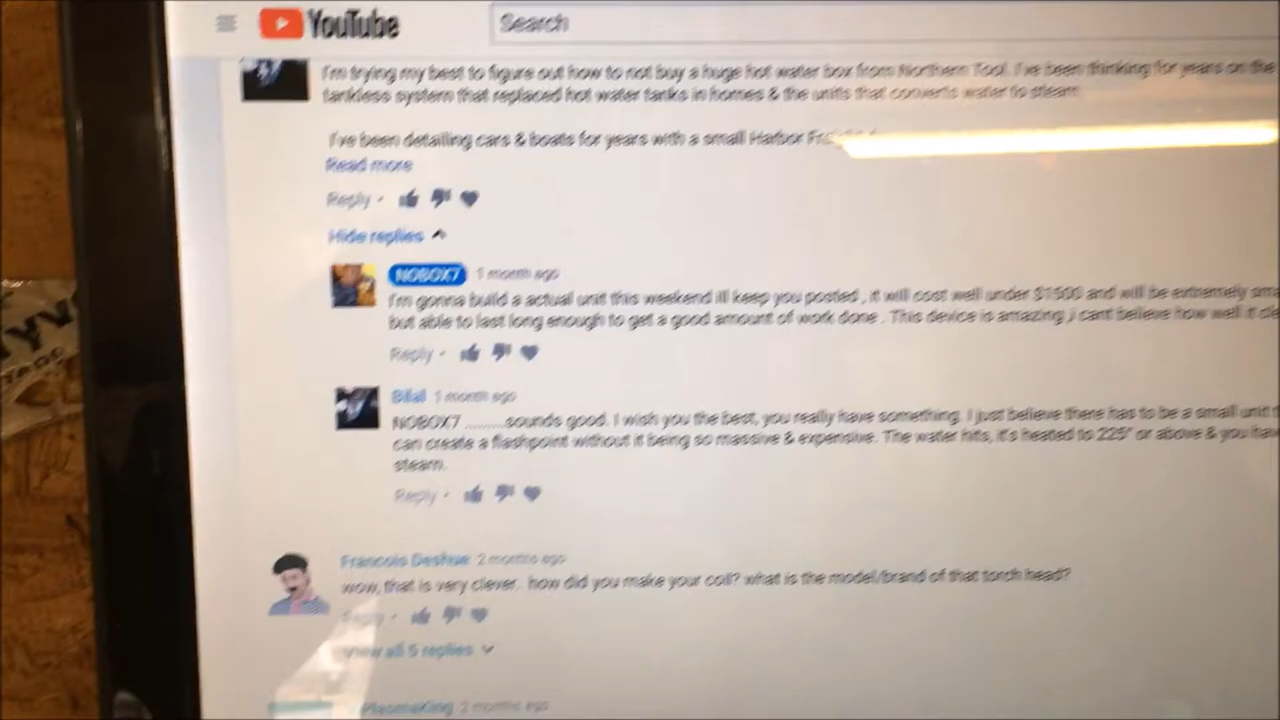 YouTube
Search
I'm trying my best to figure out how to not buy a huge hot water box from Northern Tool. I've been thinking for years on the
tankless system that replaced hot water tanks in homes & the units that converts water to steam.
I've been detailing cars & boats for years with a small Harbor
Read more
Reply
Hide replies
NOBOX7 1 month ago
I'm gonna build a actual unit this weekend ill keep you posted , it will cost well under $1500 and will be extremely
but able to last long enough to get a good amount of work done . This device is amazing ,i cant believe how well it
Reply
Bilal 1 month ago
NOBOX7 .........sounds good. I wish you the best, you really have something. I just believe there has to be a small unit
can create a flashpoint without it being so massive & expensive. The water hits, it's heated to 225° or above & you
steam.
Reply
Francois Deshue 2 months ago
wow, that is very clever. how did you make your coil? what is the model/brand of that torch head?
Reply
View all 5 replies
PlasmaKing 2 months ago